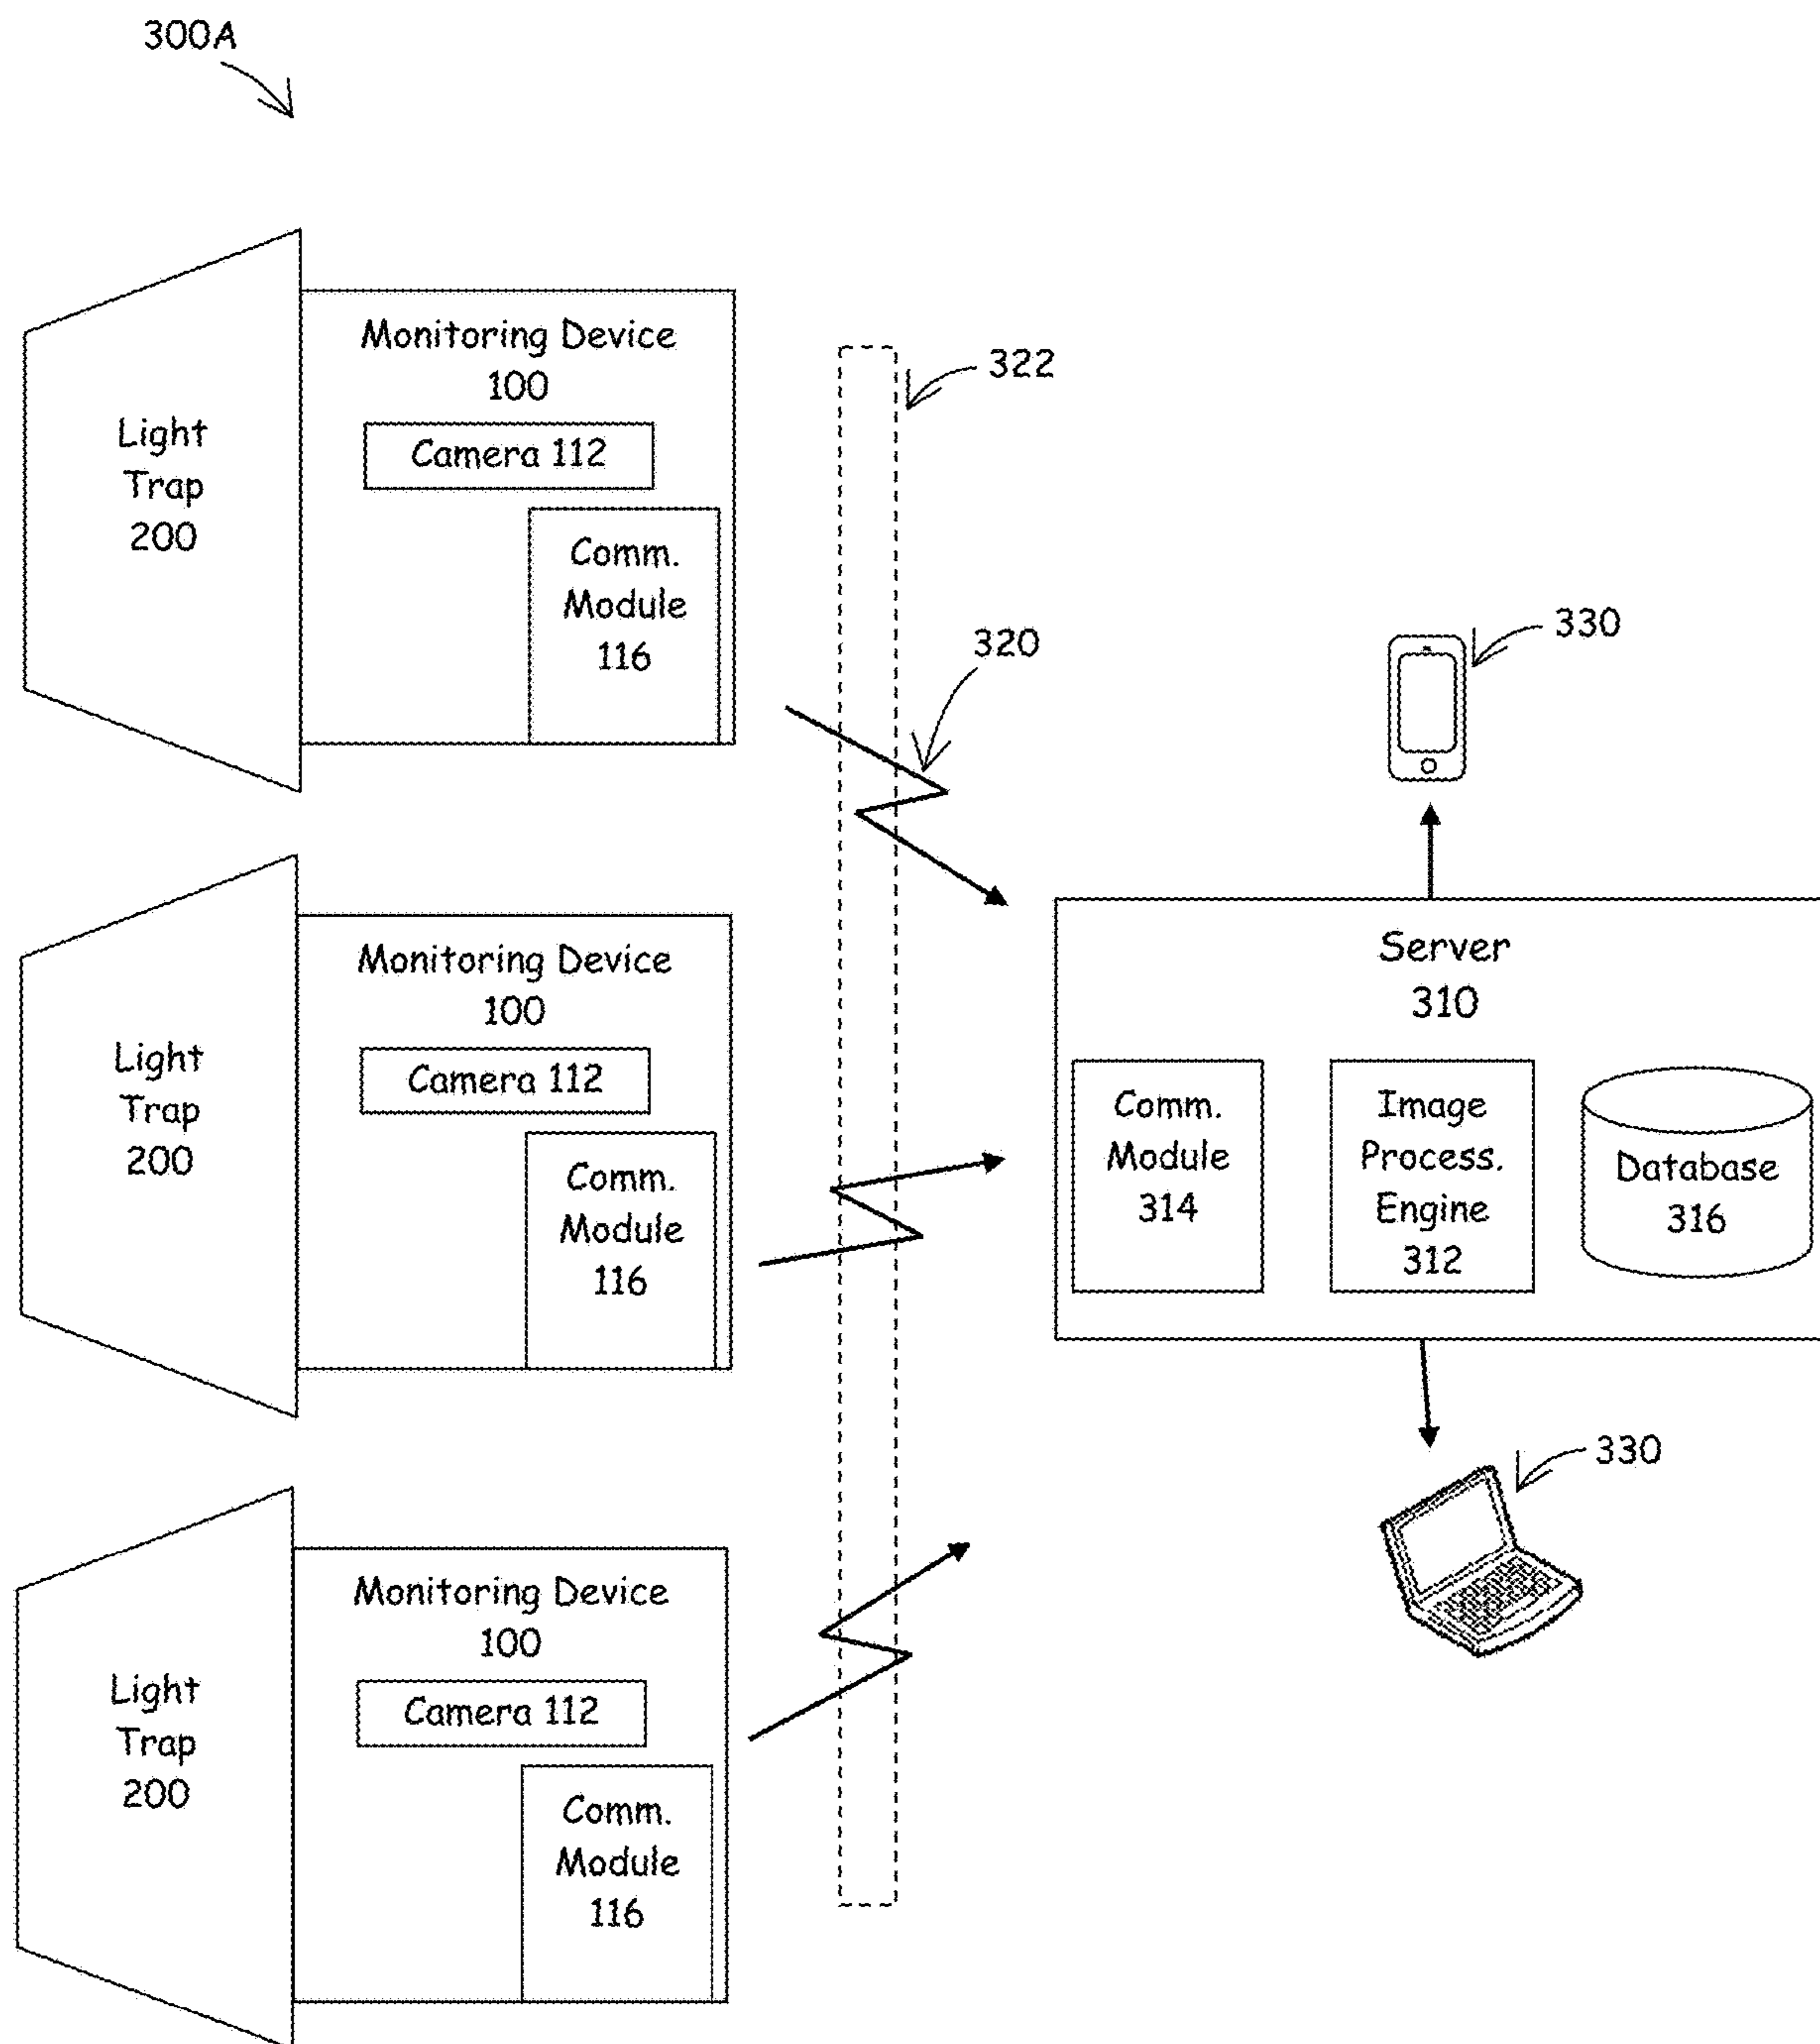 300A
Light
Trap
200
Monitoring Device
100
Camera 112
Comm.
Module
116
322
320
330
Light
Trap
200
Monitoring Device
100
Camera 112
Comm.
Module
116
Server
310
Comm.
Module
314
Image
Process.
Engine
312
Database
316
330
Light
Trap
200
Monitoring Device
100
Camera 112
Comm.
Module
116